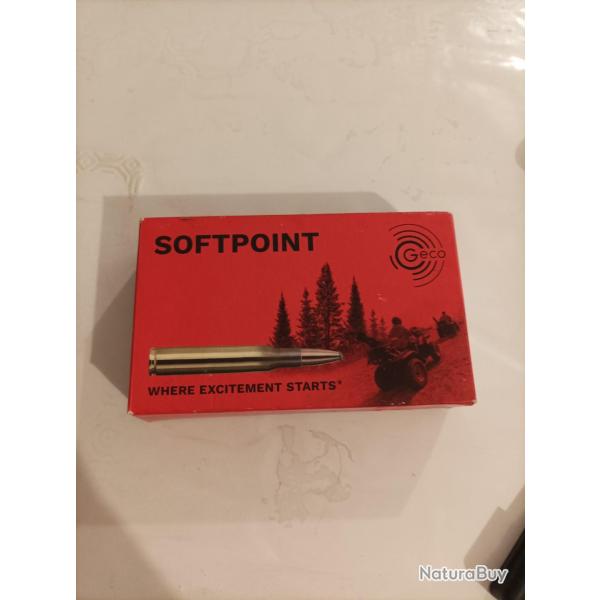 SOFTPOINT
Geco
WHERE EXCITEMENT STARTS*
NaturaBuy